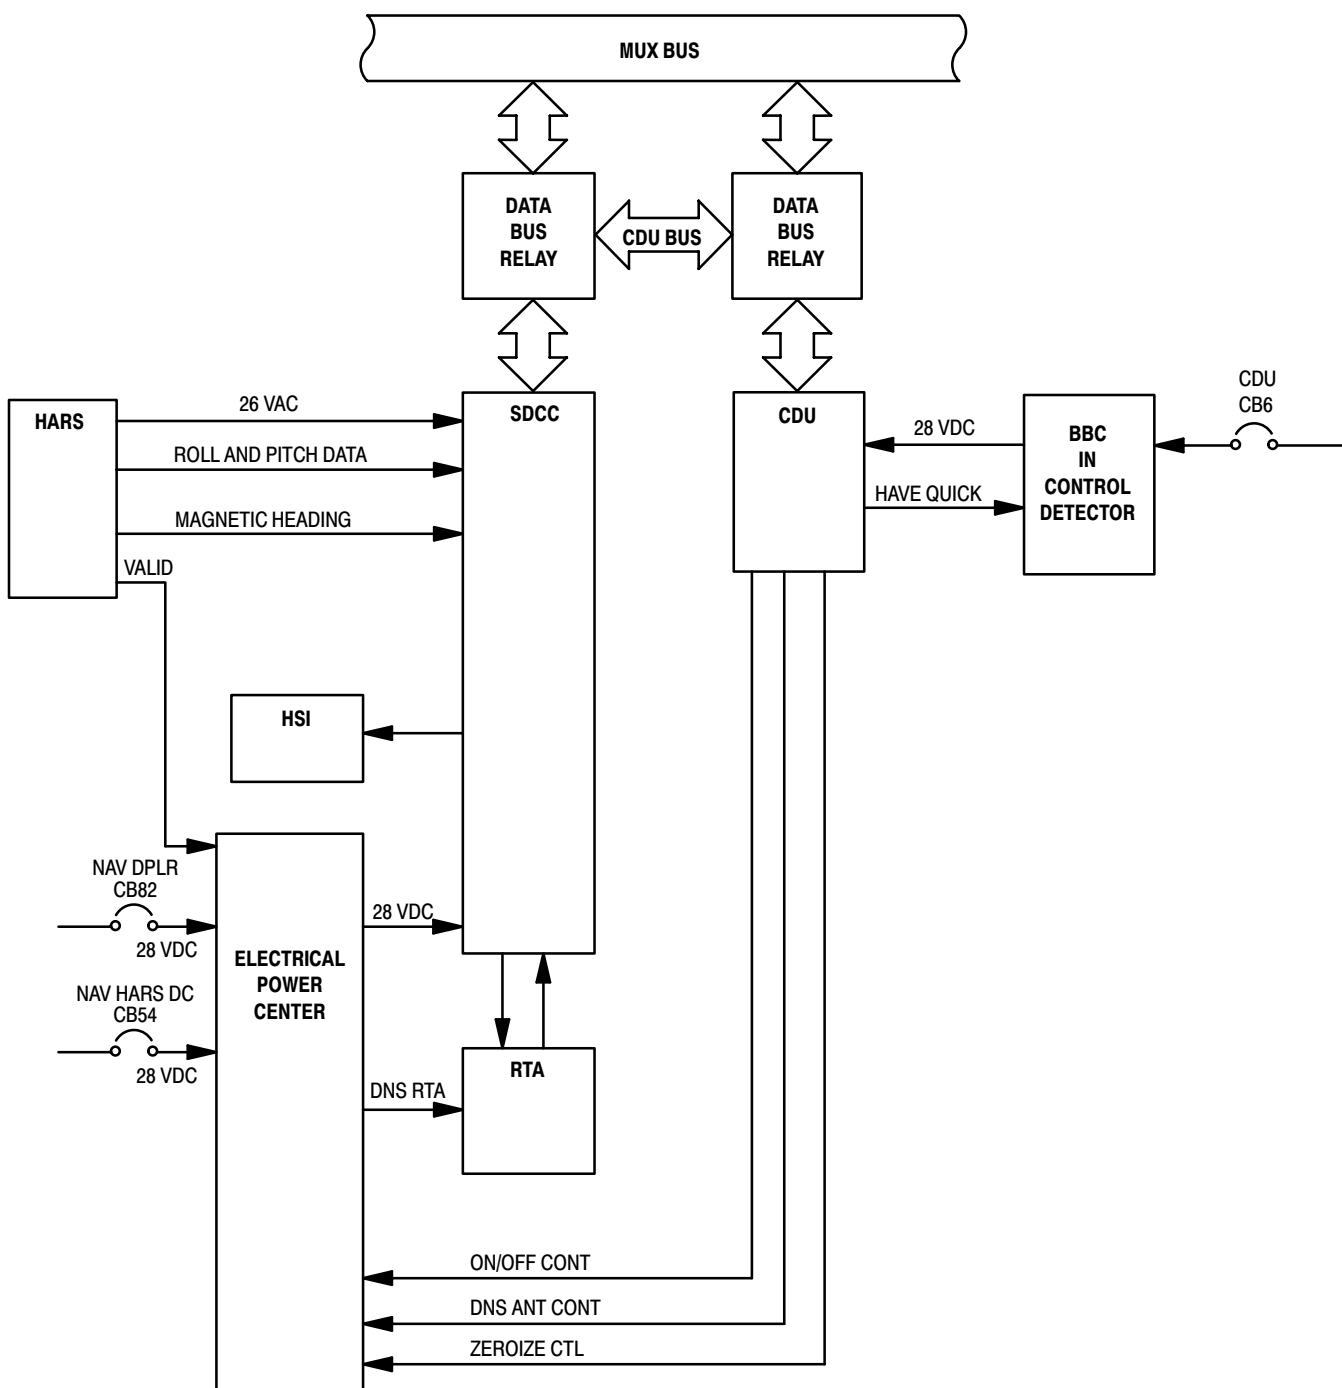 MUX BUS
DATA
BUS
RELAY
CDU BUS
DATA
BUS
RELAY
HARS
26 VAC
ROLL AND PITCH DATA
MAGNETIC HEADING
VALID
SDCC
CDU
28 VDC
HAVE QUICK
BBC
IN
CONTROL
DETECTOR
CDU
CB6
HSI
NAV DPLR
CB82
28 VDC
NAV HARS DC
CB54
28 VDC
ELECTRICAL
POWER
CENTER
28 VDC
DNS RTA
RTA
ON/OFF CONT
DNS ANT CONT
ZEROIZE CTL